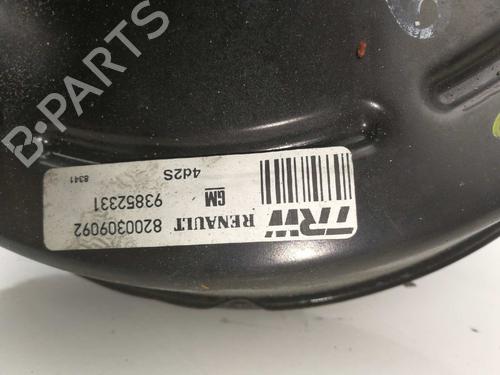 TRW
RENAULT 8200309092
GM 93852331
4d2S
8341
B-PARTS